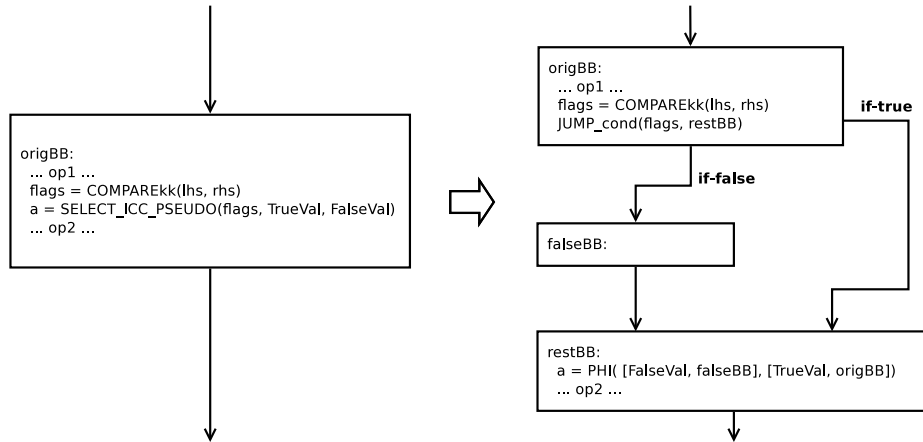 origBB:
... op1 ...
flags = COMPAREkk(lhs, rhs)
a = SELECT_ICC_PSEUDO(flags, TrueVal, FalseVal)
... op2 ...
origBB:
... op1 ...
flags = COMPAREkk(lhs, rhs)
JUMP_cond(flags, restBB)
if-true
if-false
falseBB:
restBB:
a = PHI( [FalseVal, falseBB], [TrueVal, origBB])
... op2 ...